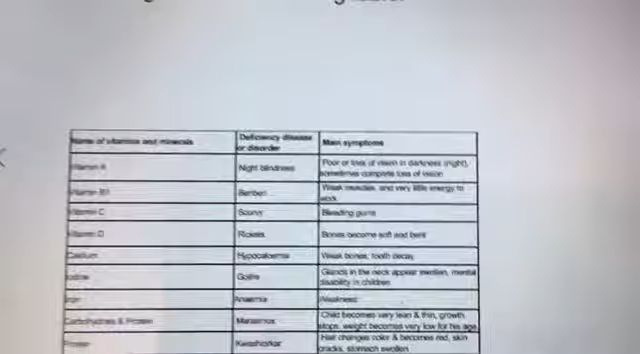 Name of vitamins and minerals
Deficiency disease
or disorder
Main symptoms
Vitamin A
Night blindness
Poor or loss of vision in darkness (night),
sometimes complete loss of vision
Vitamin B1
Beriberi
Weak muscles, and very little energy to
work
Vitamin C
Scurvy
Bleeding gums
Vitamin D
Rickets
Bones become soft and bent
Calcium
Weak bones, tooth decay
Iodine
Glands in the neck appear swollen, mental
disability in children
Iron
Anaemia
Weakness
Carbohydrates & Protein
Marasmus
Child becomes very lean & thin, growth
stops, weight becomes very low for his age
Protein
Hair changes color & becomes red, skin
cracks, stomach swollen